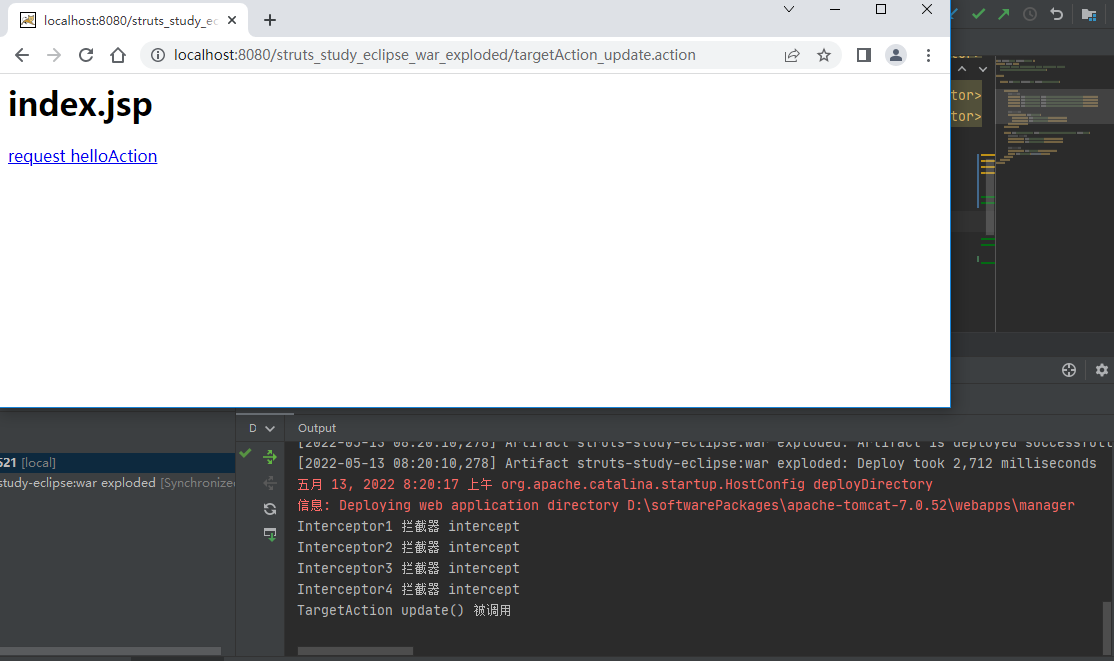 localhost:8080/struts_study_ec
localhost:8080/struts_study_eclipse_war_exploded/targetAction_update.action
index.jsp
request helloAction
tor>
tor>
D
Output
521 [local]
study-eclipse:war exploded [Synchronize
[2022-05-13 08:20:10,278] Artifact struts-study-eclipse:war exploded: Artifact is deployed successfull
[2022-05-13 08:20:10,278] Artifact struts-study-eclipse:war exploded: Deploy took 2,712 milliseconds
五月 13, 2022 8:20:17 上午 org.apache.catalina.startup.HostConfig deployDirectory
信息: Deploying web application directory D:\softwarePackages\apache-tomcat-7.0.52\webapps\manager
Interceptor1 拦截器 intercept
Interceptor2 拦截器 intercept
Interceptor3 拦截器 intercept
Interceptor4 拦截器 intercept
TargetAction update() 被调用